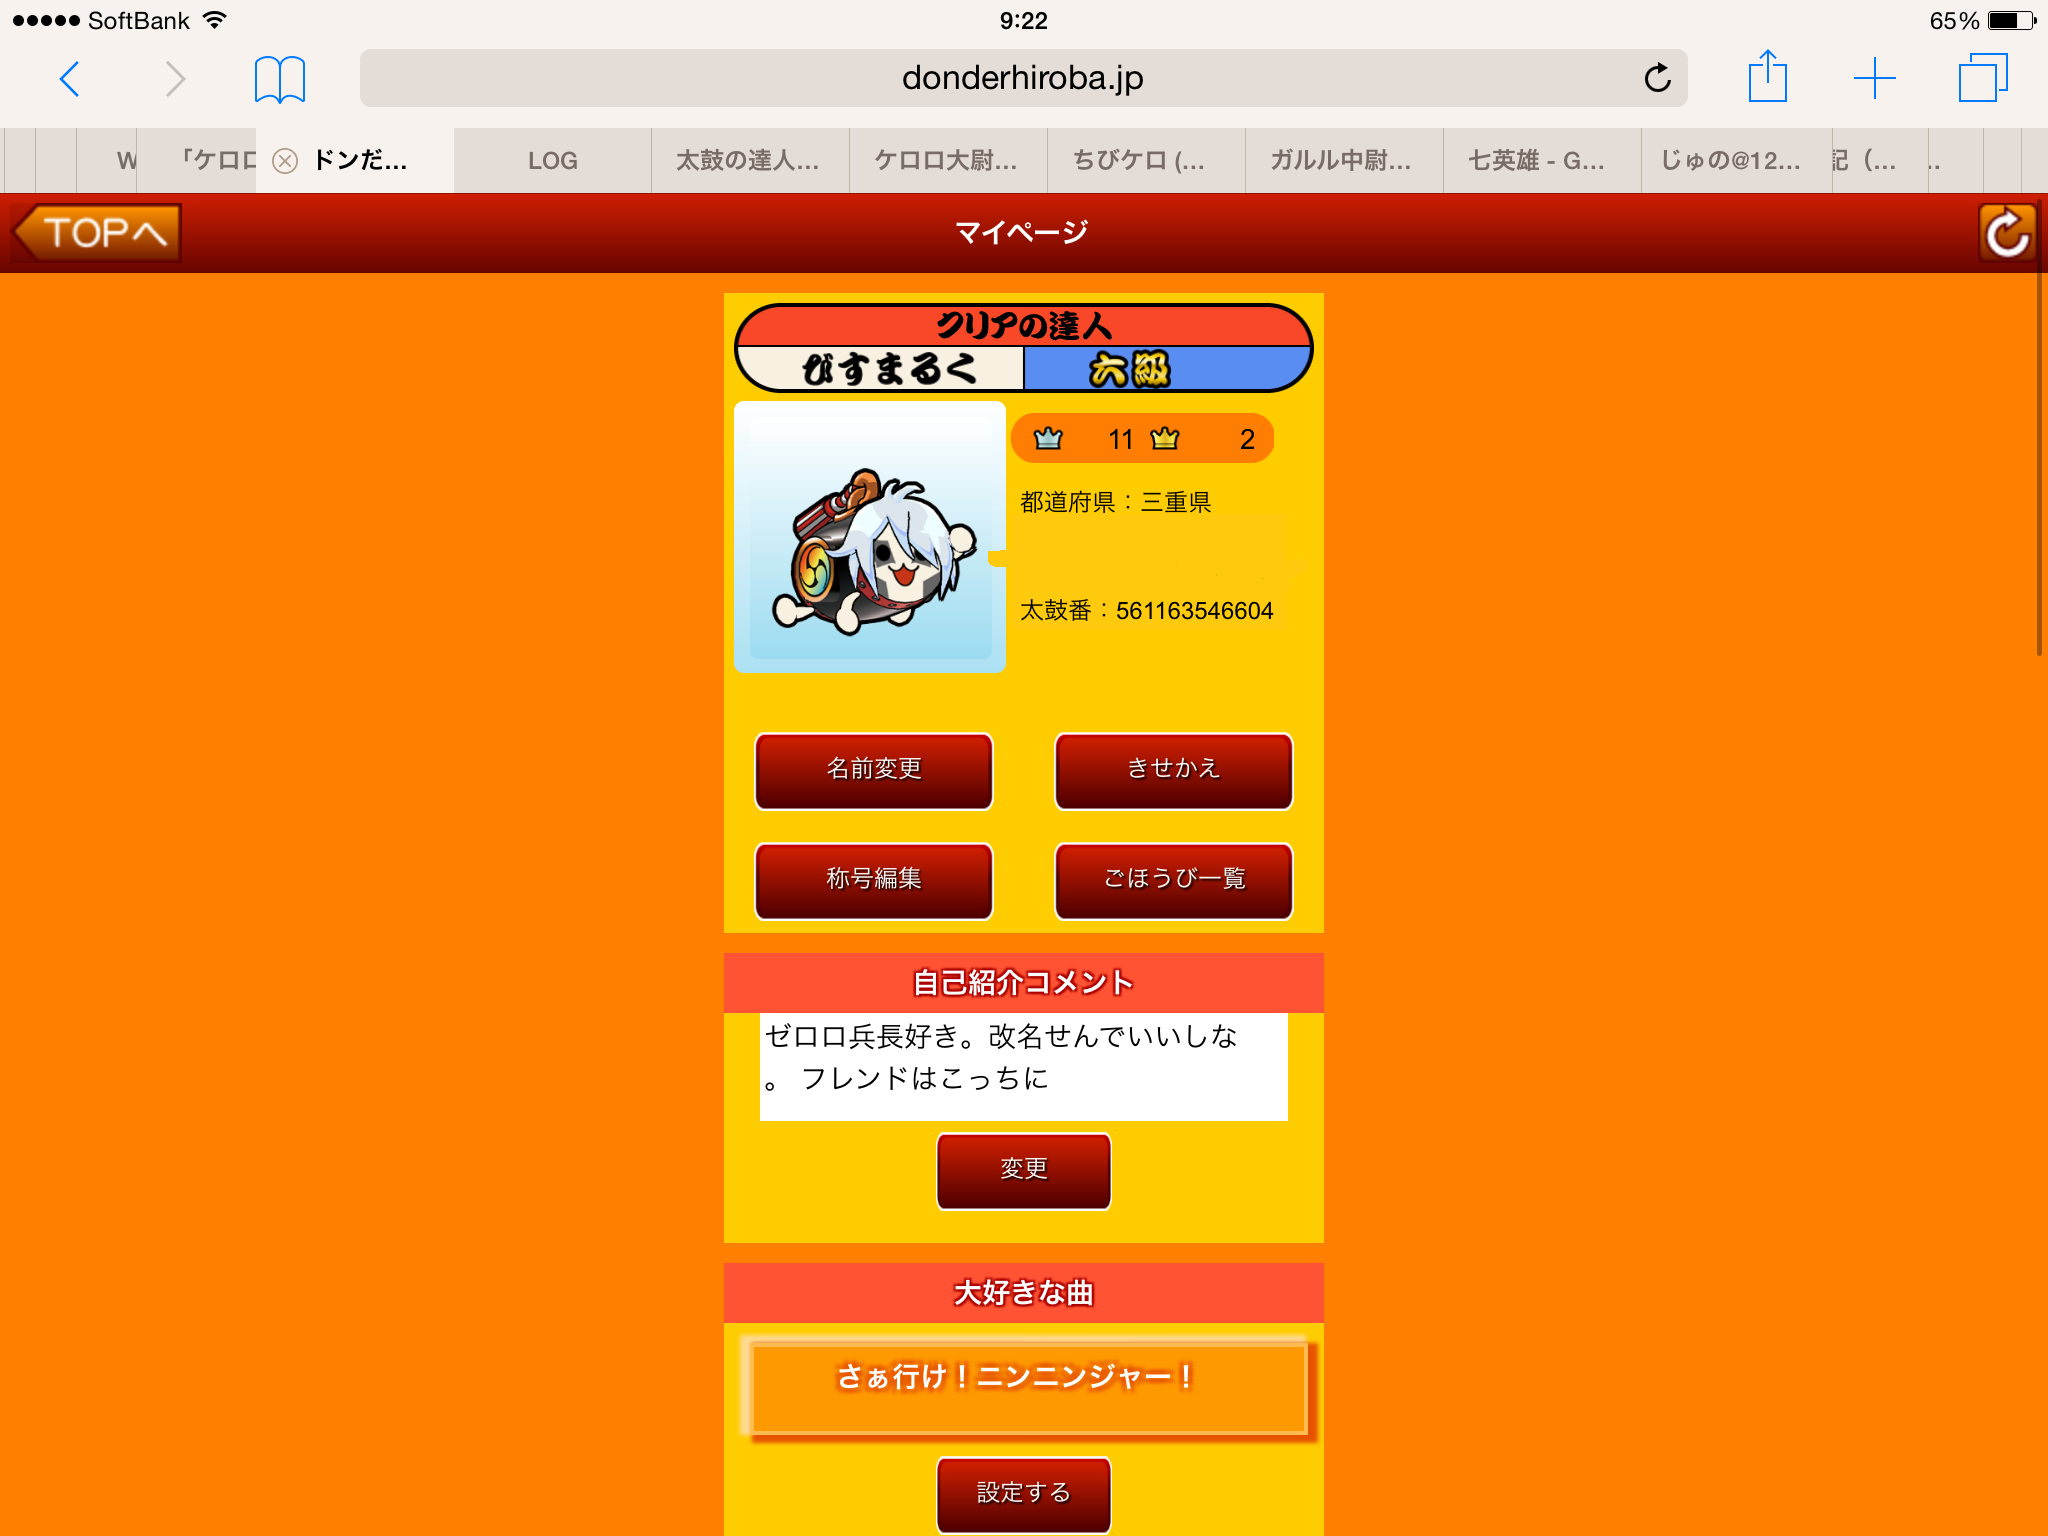 SoftBank 9:22 65%
donderhiroba.jp
「ケロロ ドンだ... LOG 太鼓の達人... ケロロ大尉... ちびケロ (... ガルル中尉... 七英雄 - G... じゅの@12... 記（... ..
TOPへ マイページ
クリアの達人
びすまるく 六級
11 2
都道府県：三重県
太鼓番：561163546604
名前変更 きせかえ
称号編集 ごほうび一覧
自己紹介コメント
ゼロロ兵長好き。改名せんでいいしな
。 フレンドはこっちに
変更
大好きな曲
さぁ行け！ニンニンジャー！
設定する